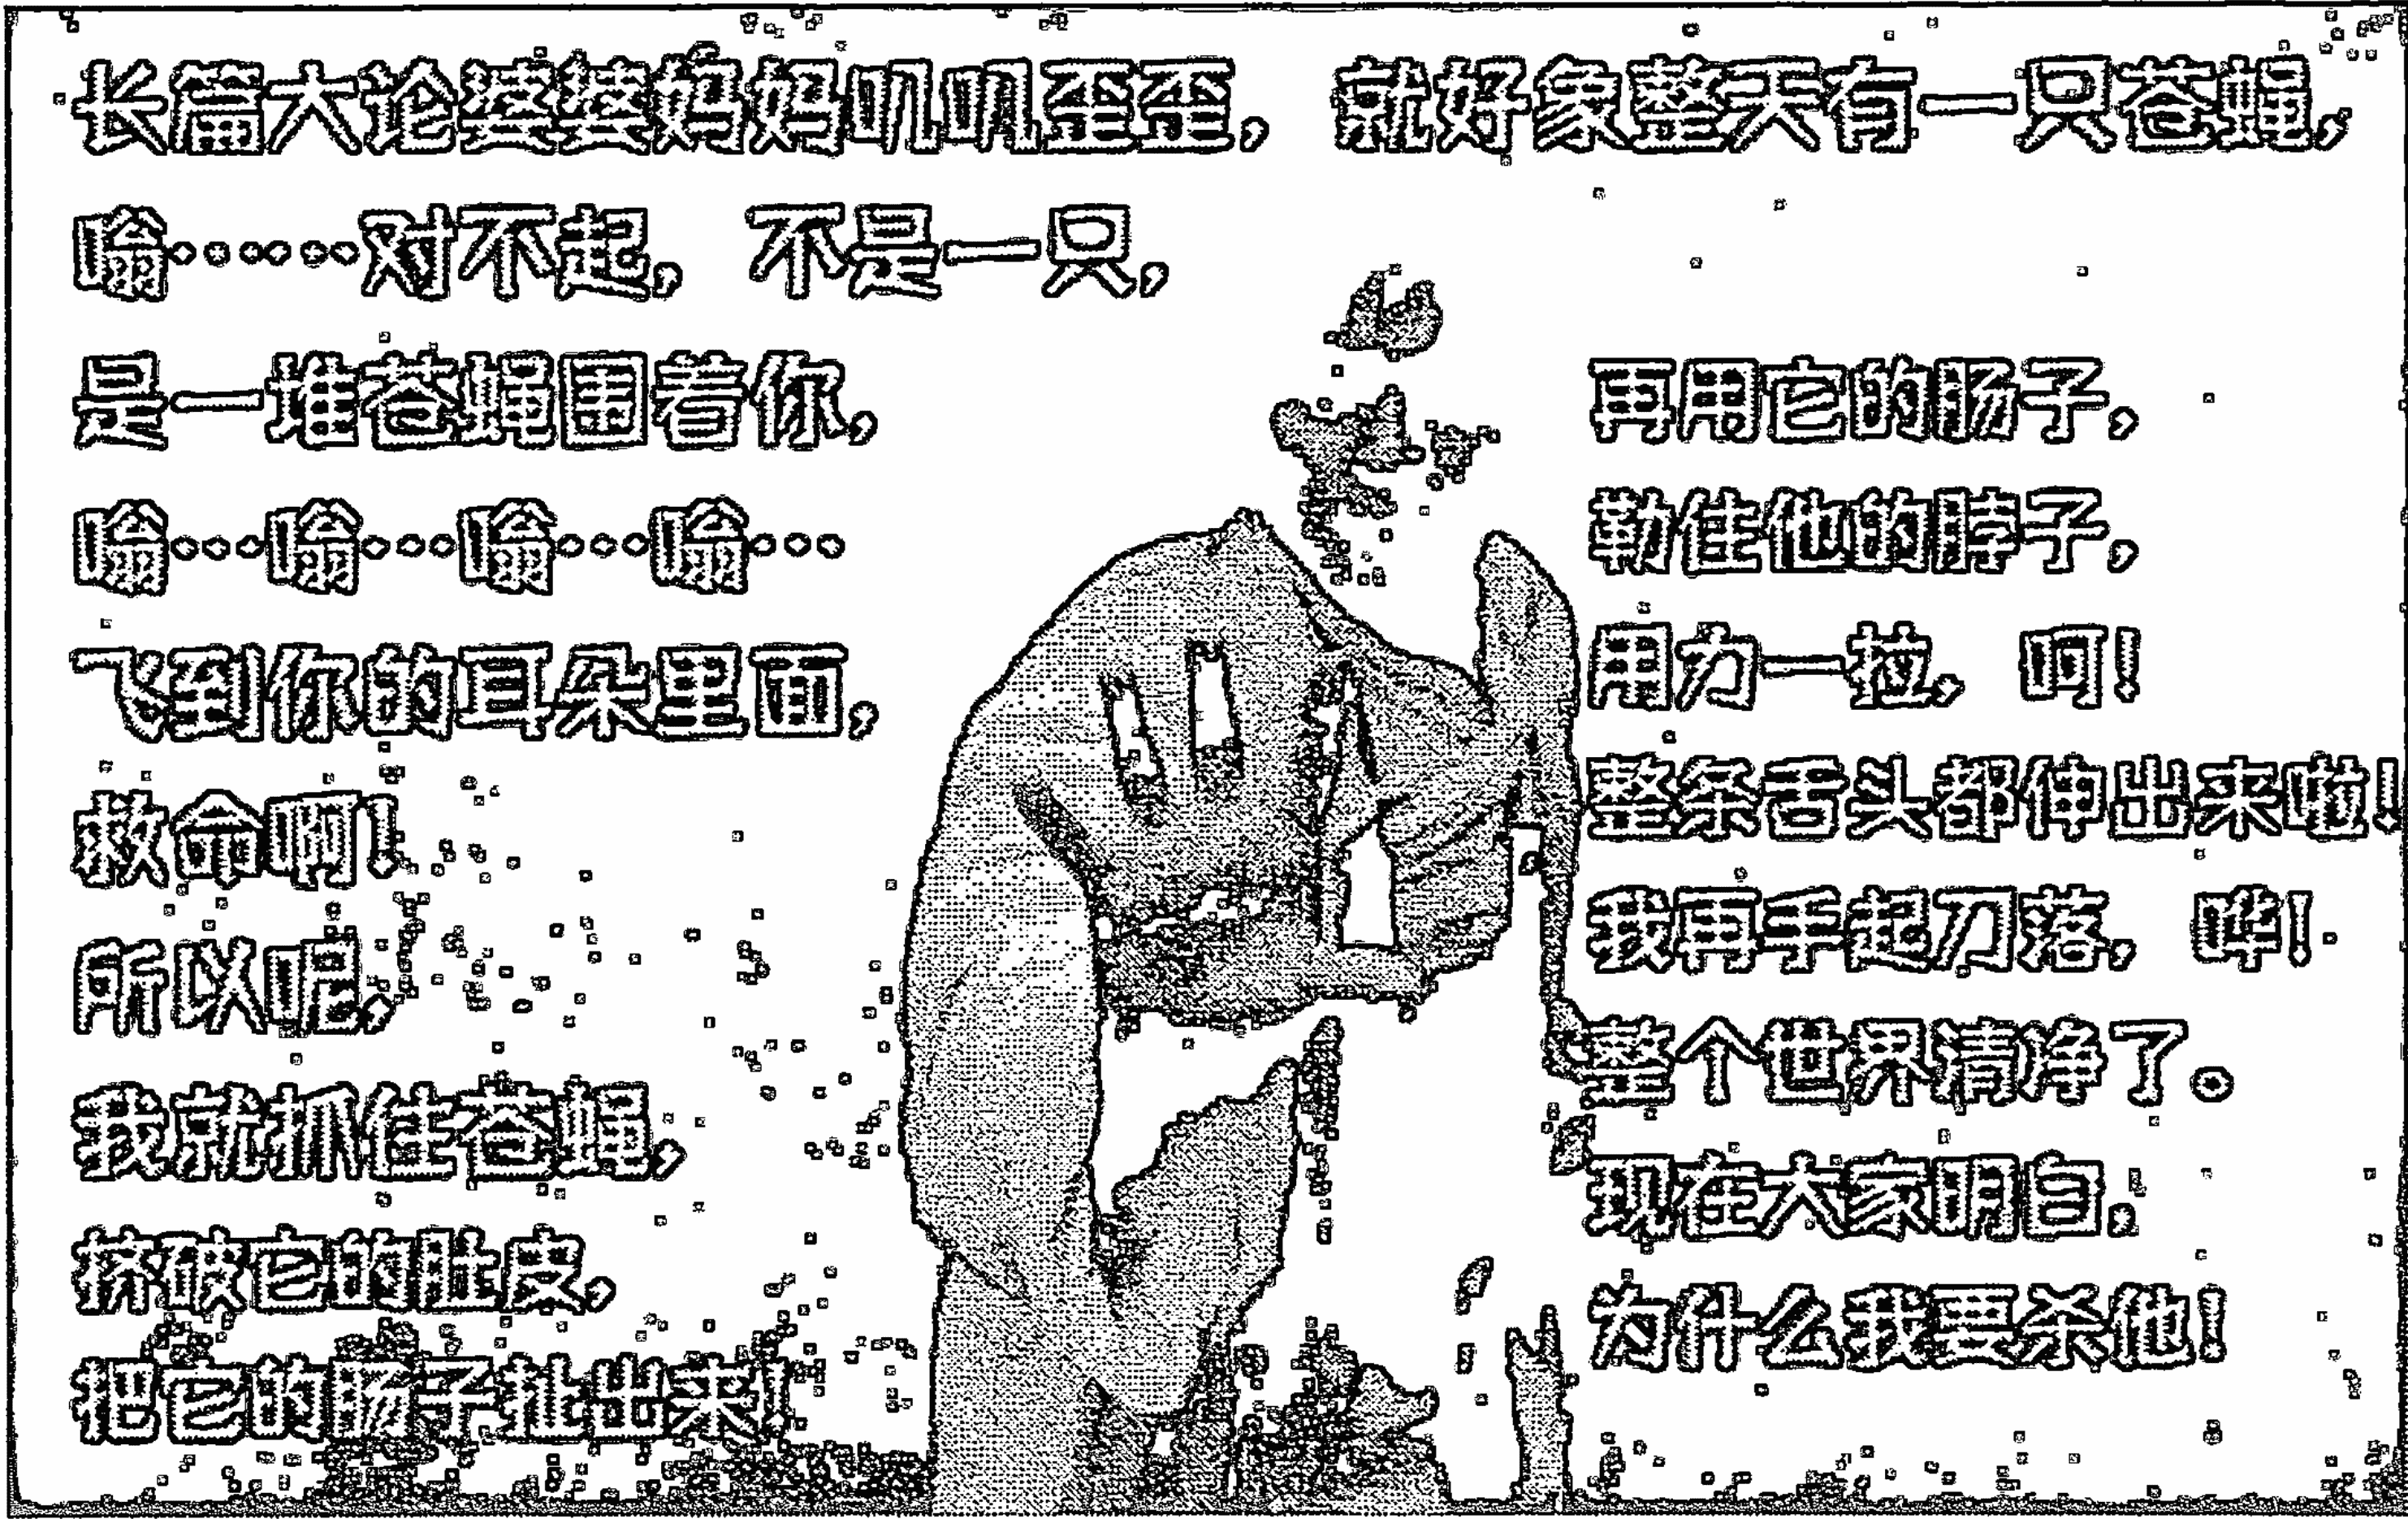 长篇大论婆婆妈妈叽叽歪歪，就好象整天有一只苍蝇，
嗡……对不起，不是一只，
是一堆苍蝇围着你，
嗡…嗡…嗡…嗡…
飞到你的耳朵里面，
救命啊！
所以呢，
我就抓住苍蝇，
挤破它的肚皮，
把它的肠子扯出来！
再用它的肠子，
勒住他的脖子，
用力一拉，呵！
整条舌头都伸出来啦！
我再手起刀落，哗！
整个世界清净了。
现在大家明白，
为什么我要杀他！